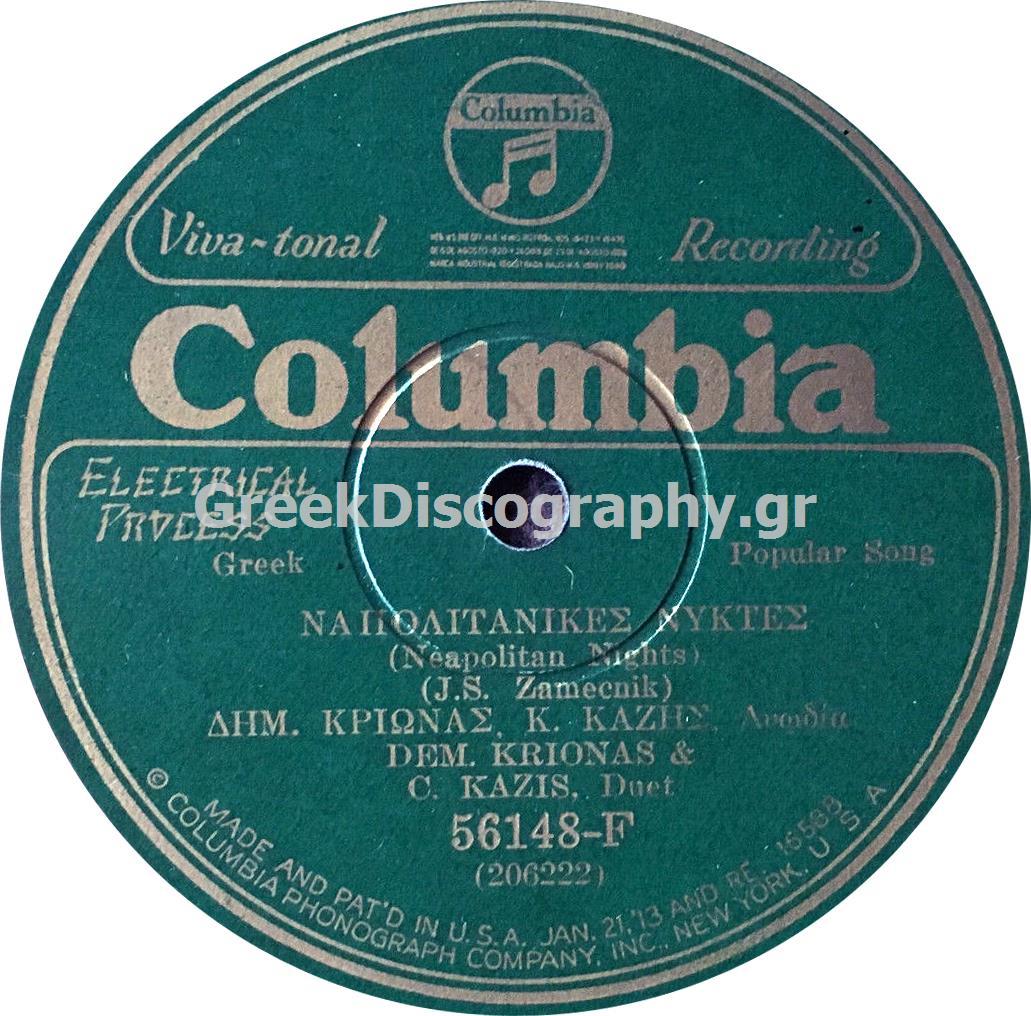 Columbia
Viva-tonal Recording
Columbia
ELECTRICAL
PROCESS
GreekDiscography.gr
Greek Popular Song
ΝΑΠΟΛΙΤΑΝΙΚΕΣ ΝΥΚΤΕΣ
(Neapolitan Nights)
(J.S. Zamecnik)
ΔΗΜ. ΚΡΙΩΝΑΣ, Κ. ΚΑΖΗΣ, Δυωδία
DEM. KRIONAS &
C. KAZIS, Duet
56148-F
(206222)
MADE AND PAT'D IN U.S.A. JAN. 21, '13 AND RE. 16588
© COLUMBIA PHONOGRAPH COMPANY, INC., NEW YORK, U S A